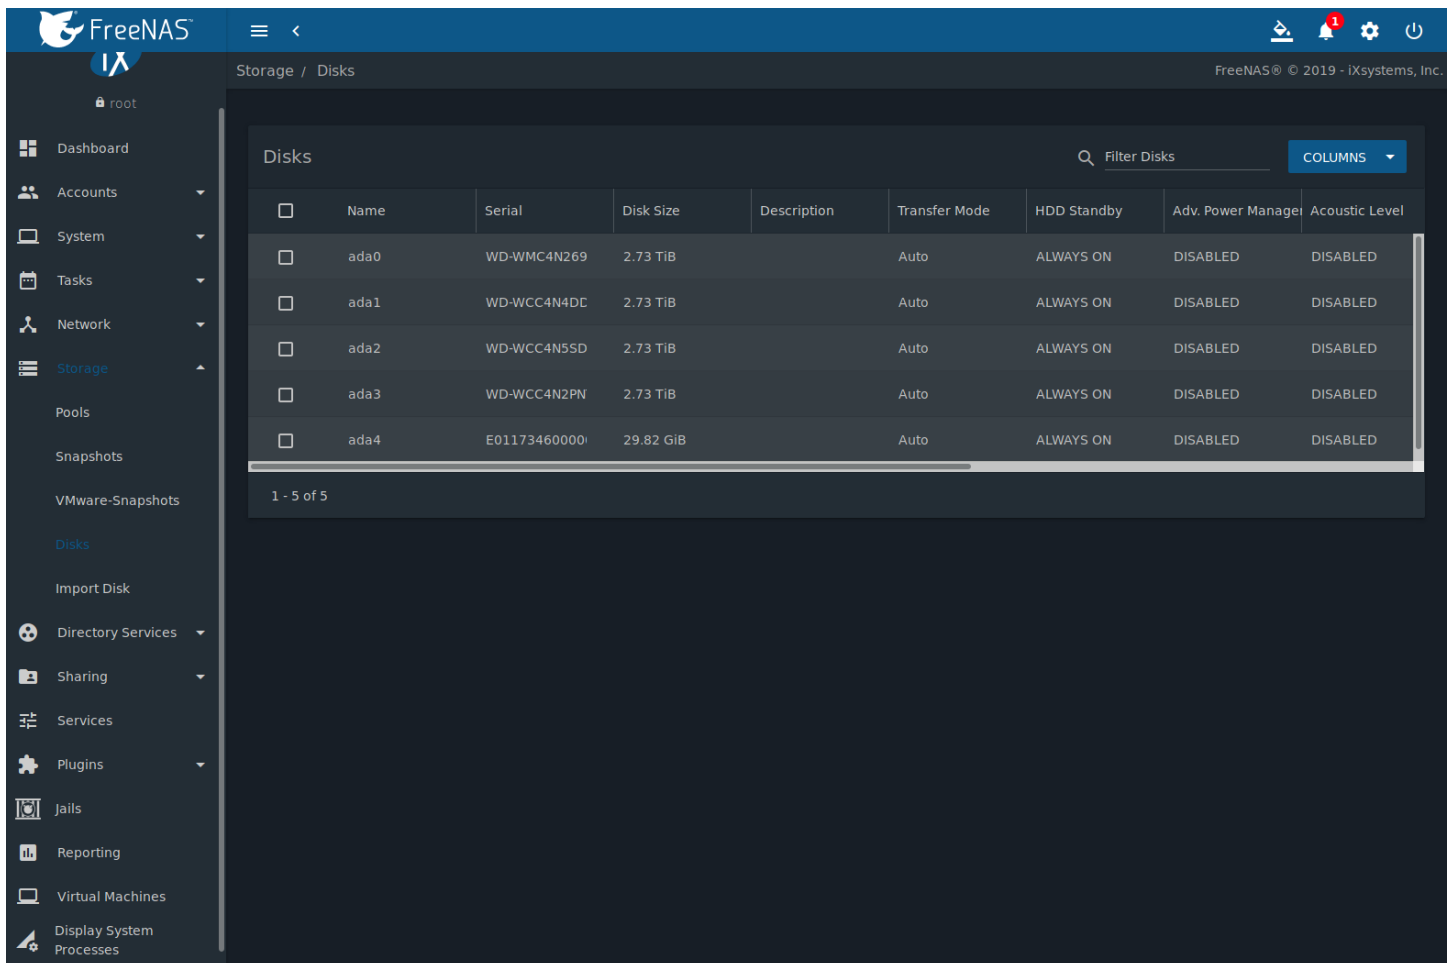 FreeNAS®
1
iX
Storage / Disks
FreeNAS® © 2019 - iXsystems, Inc.
root
Dashboard
Accounts
System
Tasks
Network
Storage
Pools
Snapshots
VMware-Snapshots
Disks
Import Disk
Directory Services
Sharing
Services
Plugins
Jails
Reporting
Virtual Machines
Display System
Processes
Disks
Filter Disks
COLUMNS
Name Serial Disk Size Description Transfer Mode HDD Standby Adv. Power Manager Acoustic Level
ada0 WD-WMC4N269 2.73 TiB Auto ALWAYS ON DISABLED DISABLED
ada1 WD-WCC4N4DD 2.73 TiB Auto ALWAYS ON DISABLED DISABLED
ada2 WD-WCC4N5SD 2.73 TiB Auto ALWAYS ON DISABLED DISABLED
ada3 WD-WCC4N2PN 2.73 TiB Auto ALWAYS ON DISABLED DISABLED
ada4 E01173460000 29.82 GiB Auto ALWAYS ON DISABLED DISABLED
1 - 5 of 5